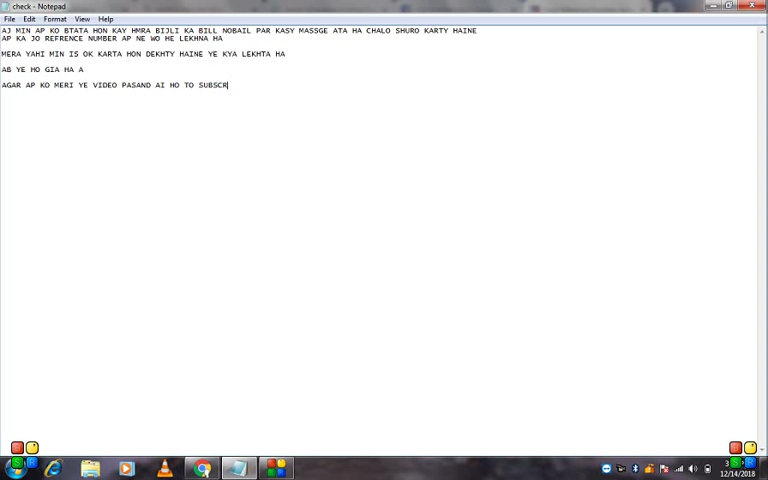 check - Notepad
File Edit Format View Help
AJ MIN AP KO BTATA HON KAY HMRA BIJLI KA BILL NOBAIL PAR KASY MASSGE ATA HA CHALO SHURO KARTY HAINE
AP KA JO REFRENCE NUMBER AP NE WO HE LEKHNA HA
MERA YAHI MIN IS OK KARTA HON DEKHTY HAINE YE KYA LEKHTA HA
AB YE HO GIA HA A
AGAR AP KO MERI YE VIDEO PASAND AI HO TO SUBSCR
S R S R
12/14/2018